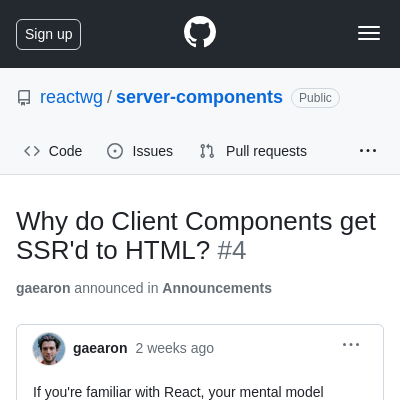 Sign up
reactwg / server-components Public
Code Issues Pull requests
Why do Client Components get
SSR'd to HTML? #4
gaearon announced in Announcements
gaearon 2 weeks ago
If you're familiar with React, your mental model